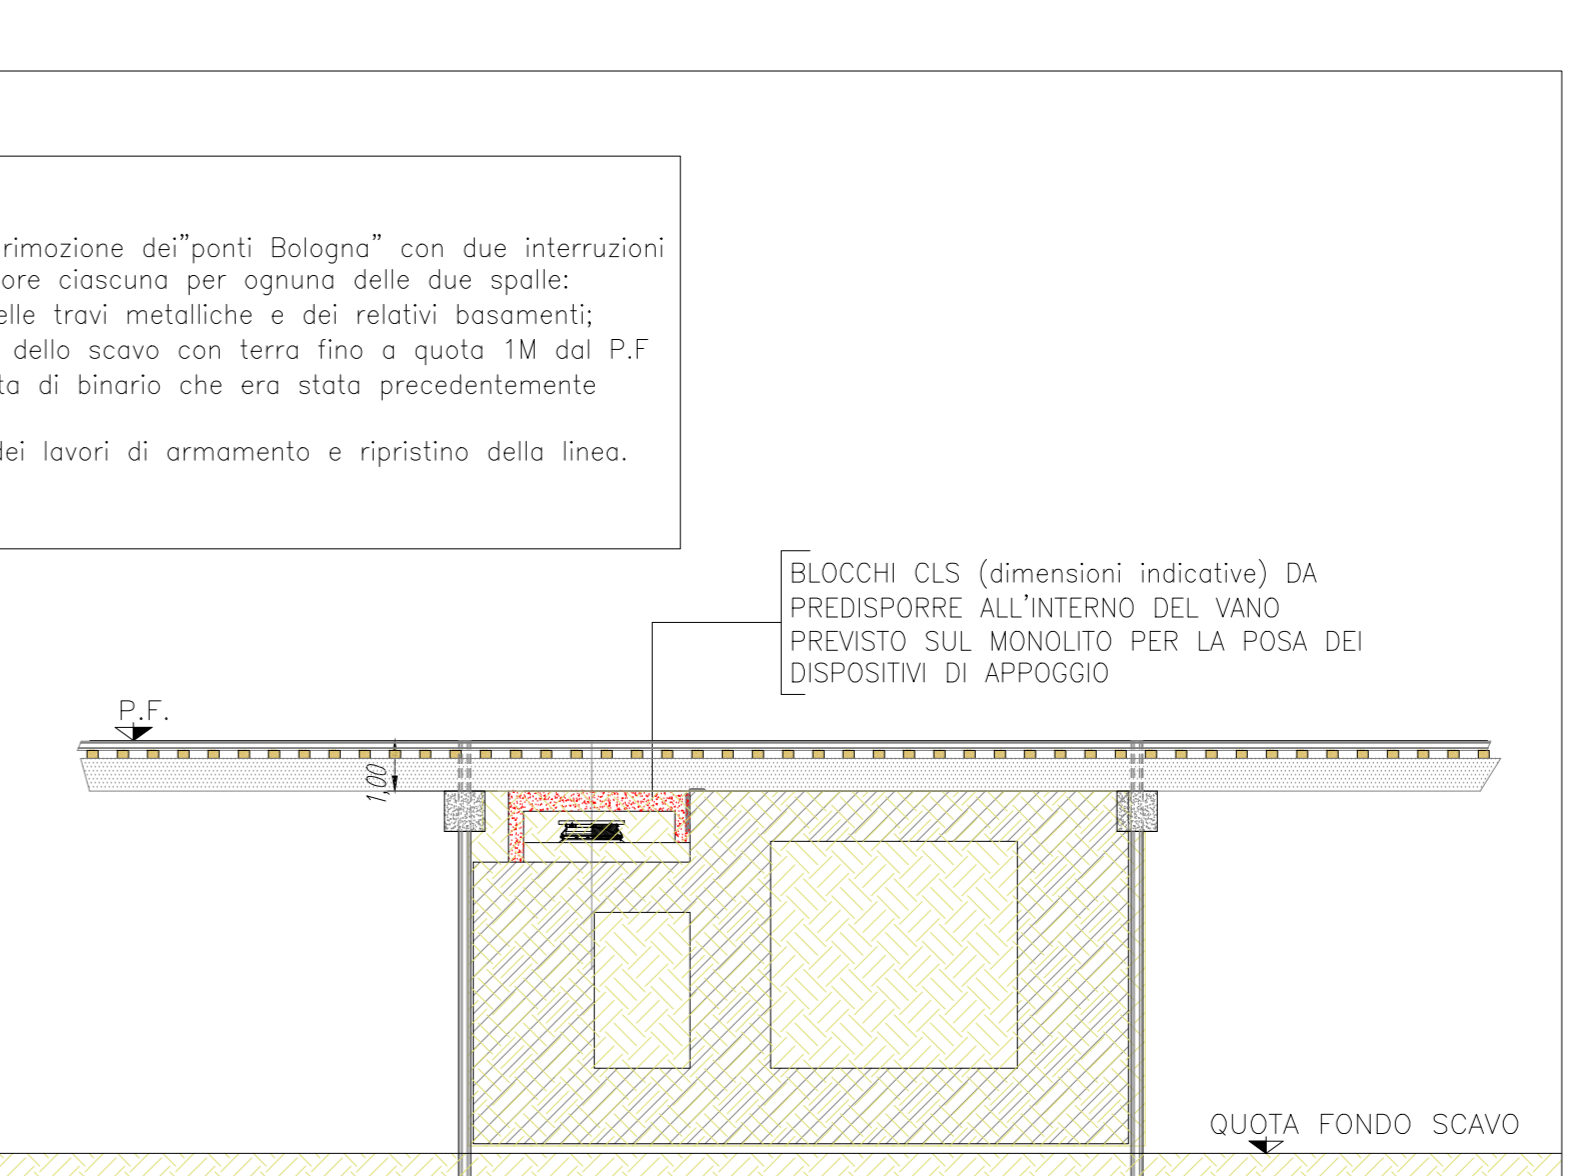 rimozione dei"ponti Bologna" con due interruzioni
ore ciascuna per ognuna delle due spalle:
elle travi metalliche e dei relativi basamenti;
dello scavo con terra fino a quota 1M dal P.F
ta di binario che era stata precedentemente
dei lavori di armamento e ripristino della linea.
BLOCCHI CLS (dimensioni indicative) DA
PREDISPORRE ALL'INTERNO DEL VANO
PREVISTO SUL MONOLITO PER LA POSA DEI
DISPOSITIVI DI APPOGGIO
P.F.
1,00
QUOTA FONDO SCAVO